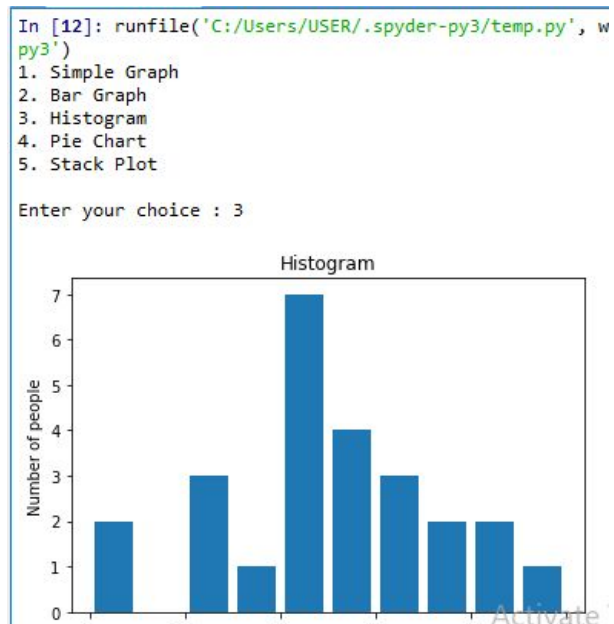 In [12]: runfile('C:/Users/USER/.spyder-py3/temp.py', w
py3')
1. Simple Graph
2. Bar Graph
3. Histogram
4. Pie Chart
5. Stack Plot
Enter your choice : 3
Histogram
7
6
5
Number of people
4
3
2
1
0
Activate